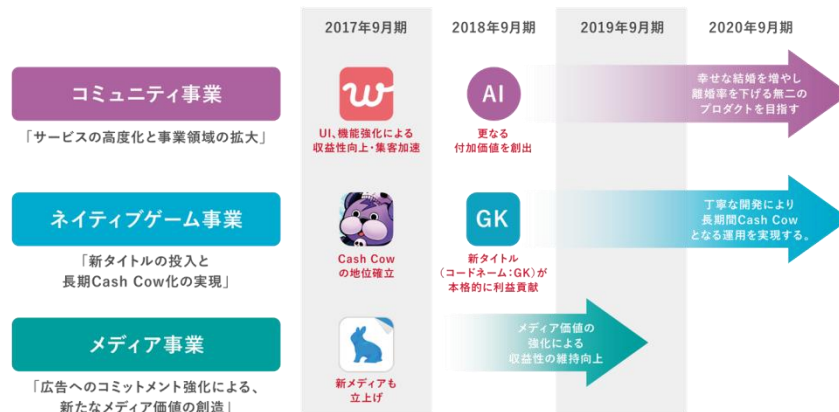 2017年9月期
2018年9月期
2019年9月期
2020年9月期
コミュニティ事業
「サービスの高度化と事業領域の拡大」
w
UI、機能強化による
収益性向上・集客加速
AI
更なる
付加価値を創出
幸せな結婚を増やし
離婚率を下げる無二の
プロダクトを目指す
ネイティブゲーム事業
「新タイトルの投入と
長期Cash Cow化の実現」
Cash Cow
の地位確立
GK
新タイトル
（コードネーム：GK）が
本格的に利益貢献
丁寧な開発により
長期間Cash Cow
となる運用を実現する。
メディア事業
「広告へのコミットメント強化による、
新たなメディア価値の創造」
新メディアも
立上げ
メディア価値の
強化による
収益性の維持向上